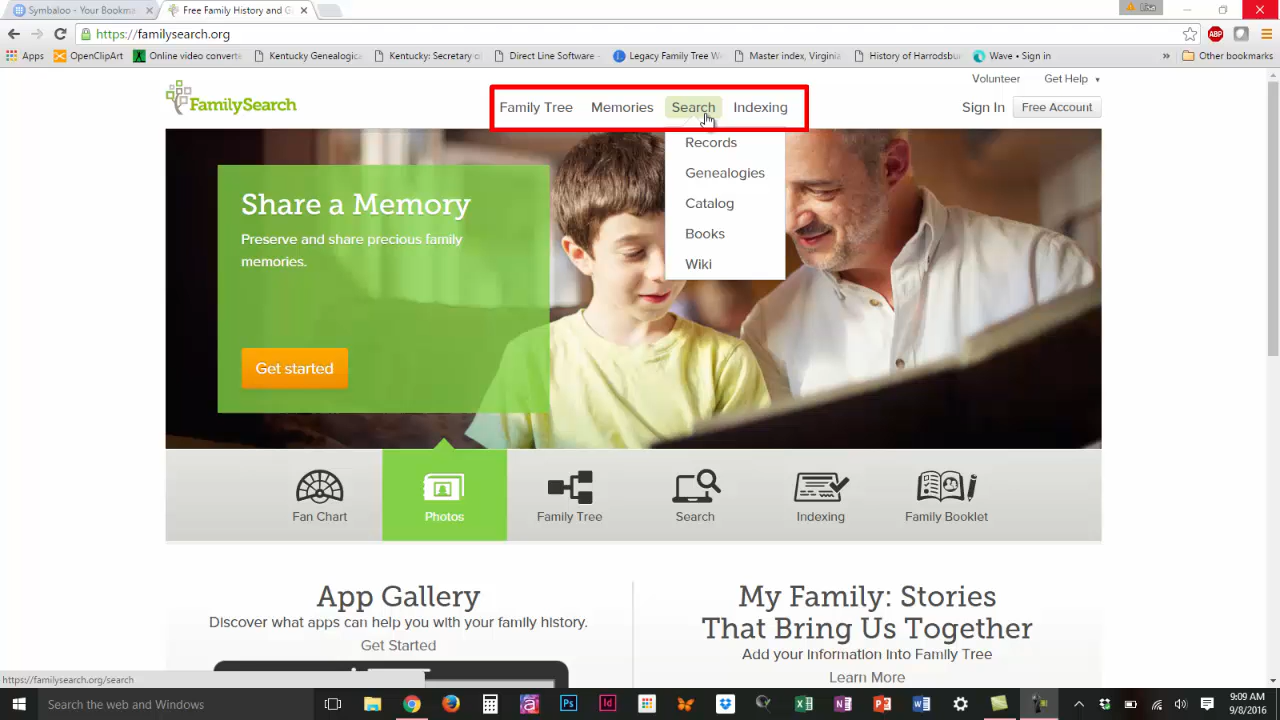 Symbaloo - Your Bookma
Free Family History and G
https://familysearch.org
Apps
OpenClipArt
Online video converte
Kentucky Genealogica
Kentucky: Secretary o
Direct Line Software -
Legacy Family Tree W
Master index, Virginia
History of Harrodsbu
Wave • Sign in
Other bookmarks
ABP
Volunteer
Get Help
FamilySearch
Family Tree
Memories
Search
Indexing
Sign In
Free Account
Records
Genealogies
Catalog
Books
Wiki
Share a Memory
Preserve and share precious family
memories.
Get started
Fan Chart
Photos
Family Tree
Search
Indexing
Family Booklet
App Gallery
Discover what apps can help you with your family history.
Get Started
My Family: Stories
That Bring Us Together
Add your information into Family Tree
Learn More
https://familysearch.org/search
Search the web and Windows
9:09 AM
9/8/2016